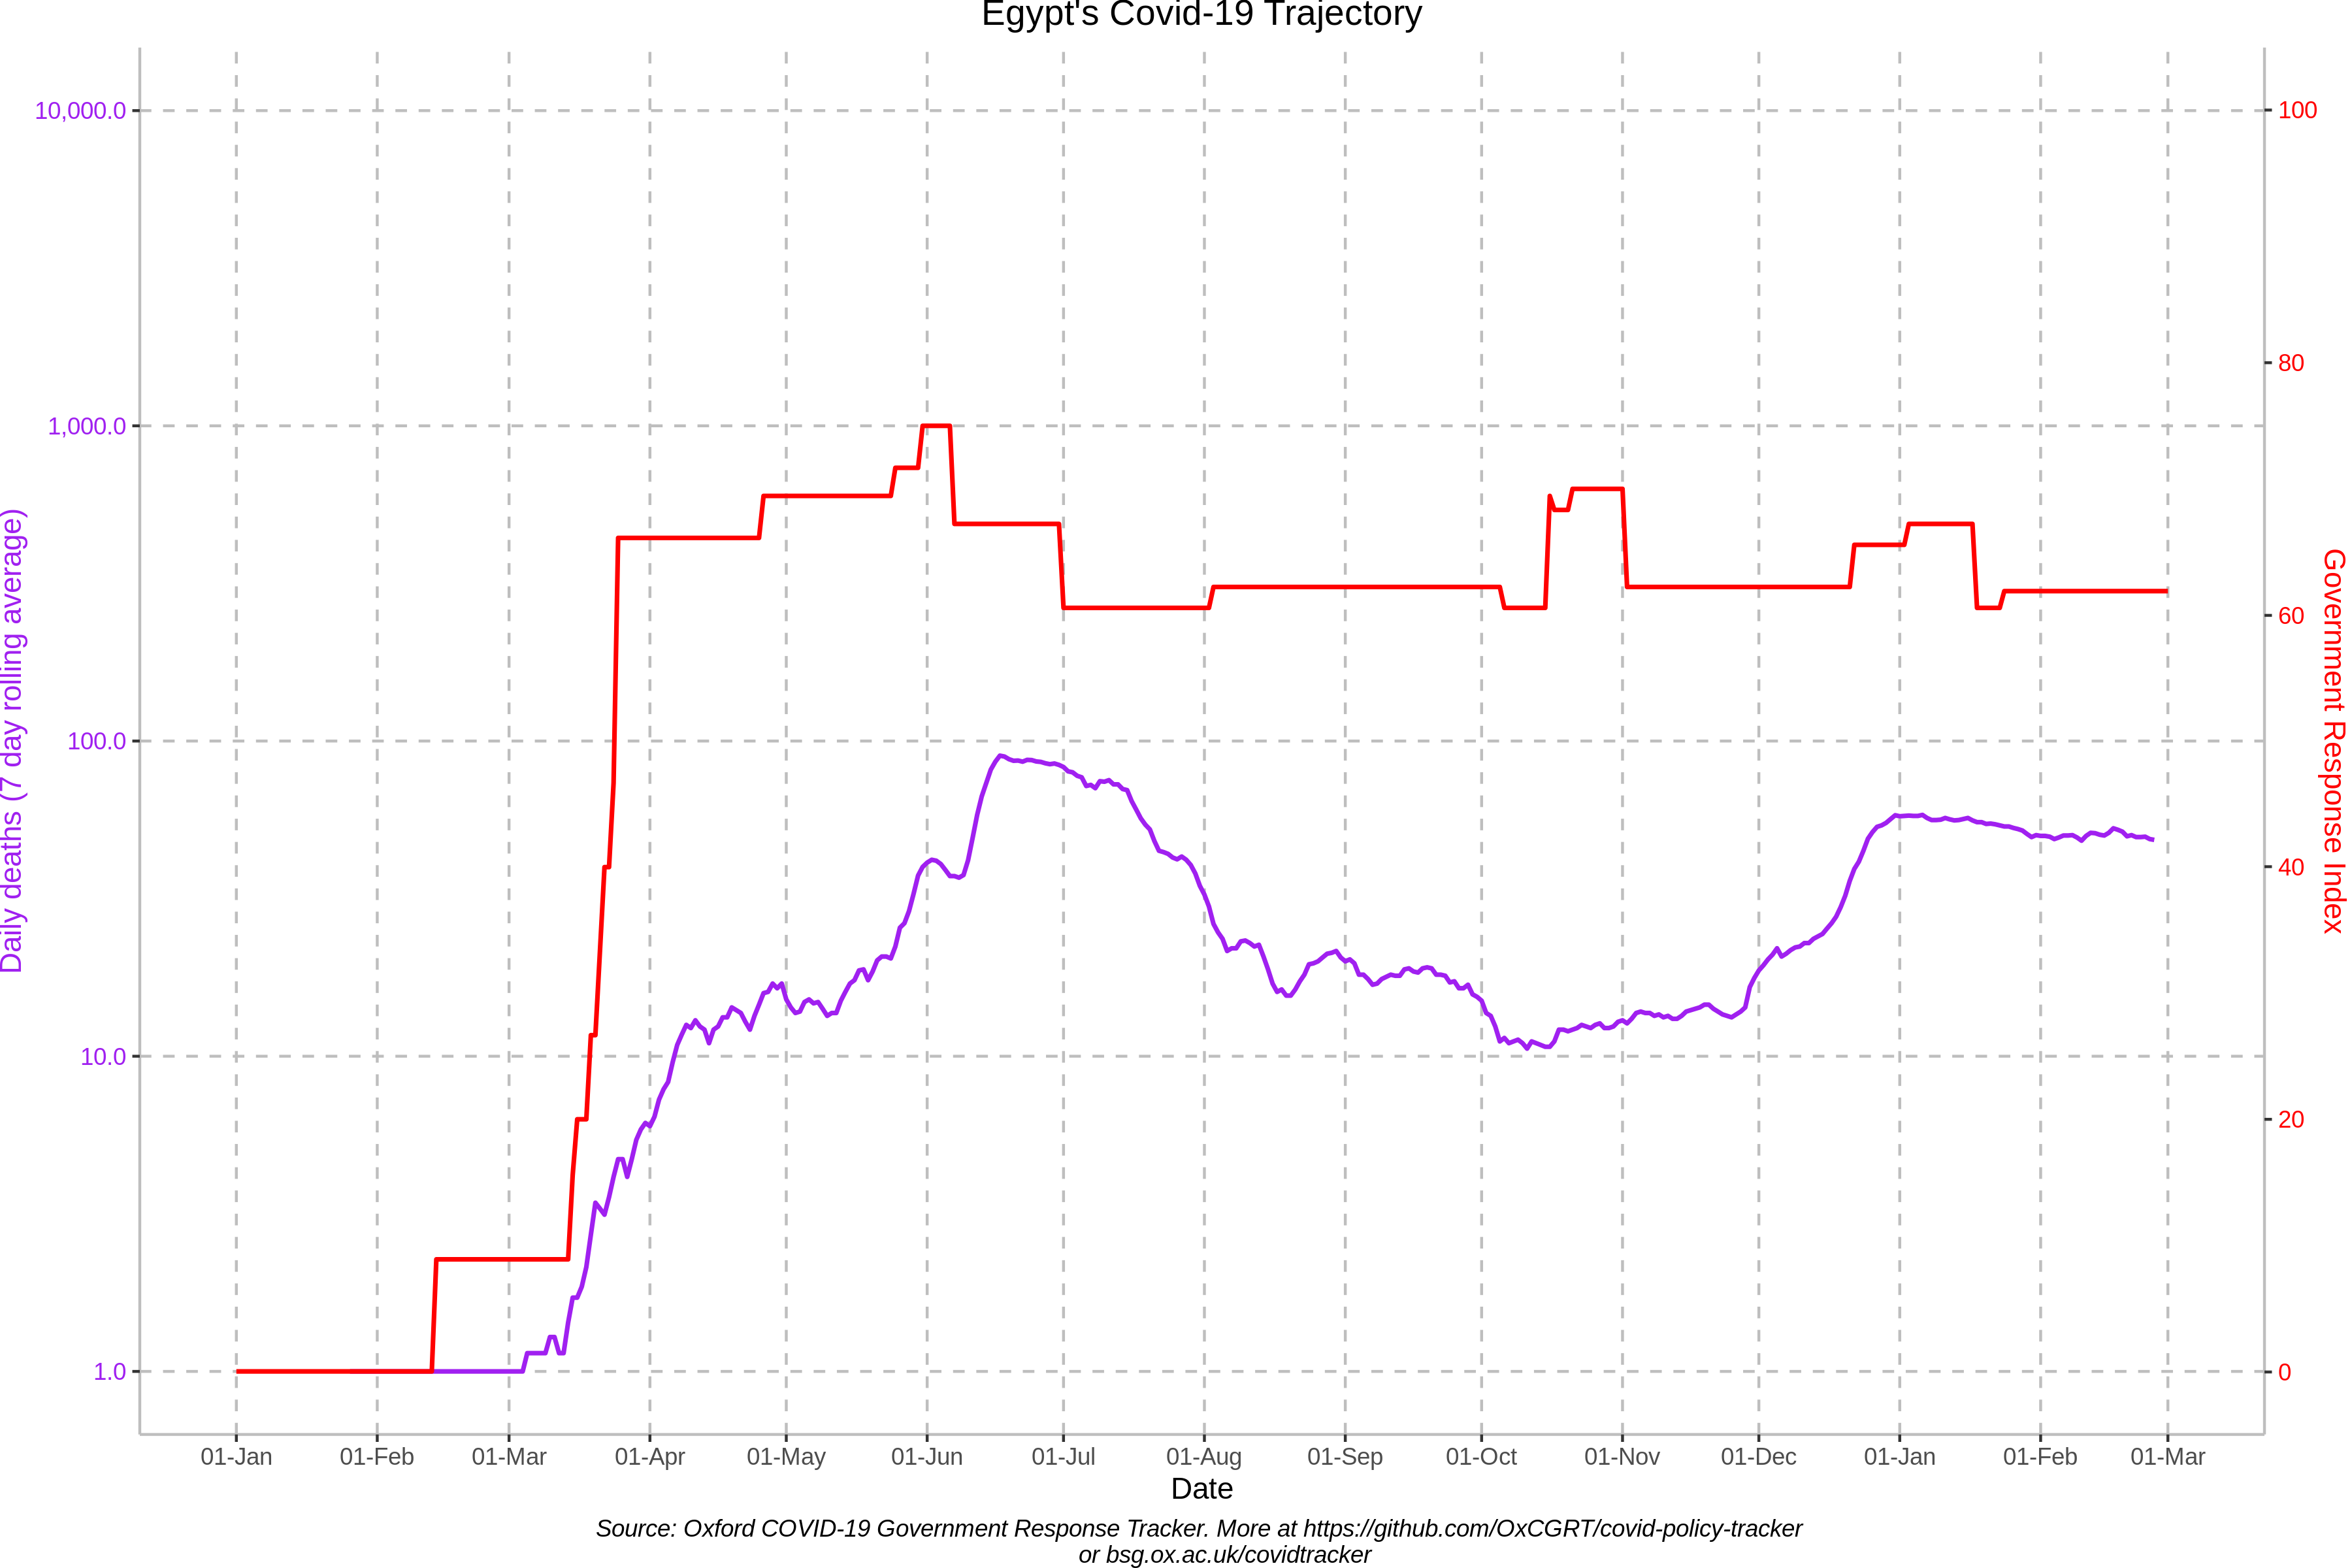 Egypt's Covid-19 Trajectory
10,000.0
1,000.0
100.0
10.0
1.0
Daily deaths (7 day rolling average)
100
80
60
40
20
0
Government Response Index
01-Jan 01-Feb 01-Mar 01-Apr 01-May 01-Jun 01-Jul 01-Aug 01-Sep 01-Oct 01-Nov 01-Dec 01-Jan 01-Feb 01-Mar
Date
Source: Oxford COVID-19 Government Response Tracker. More at https://github.com/OxCGRT/covid-policy-tracker
or bsg.ox.ac.uk/covidtracker